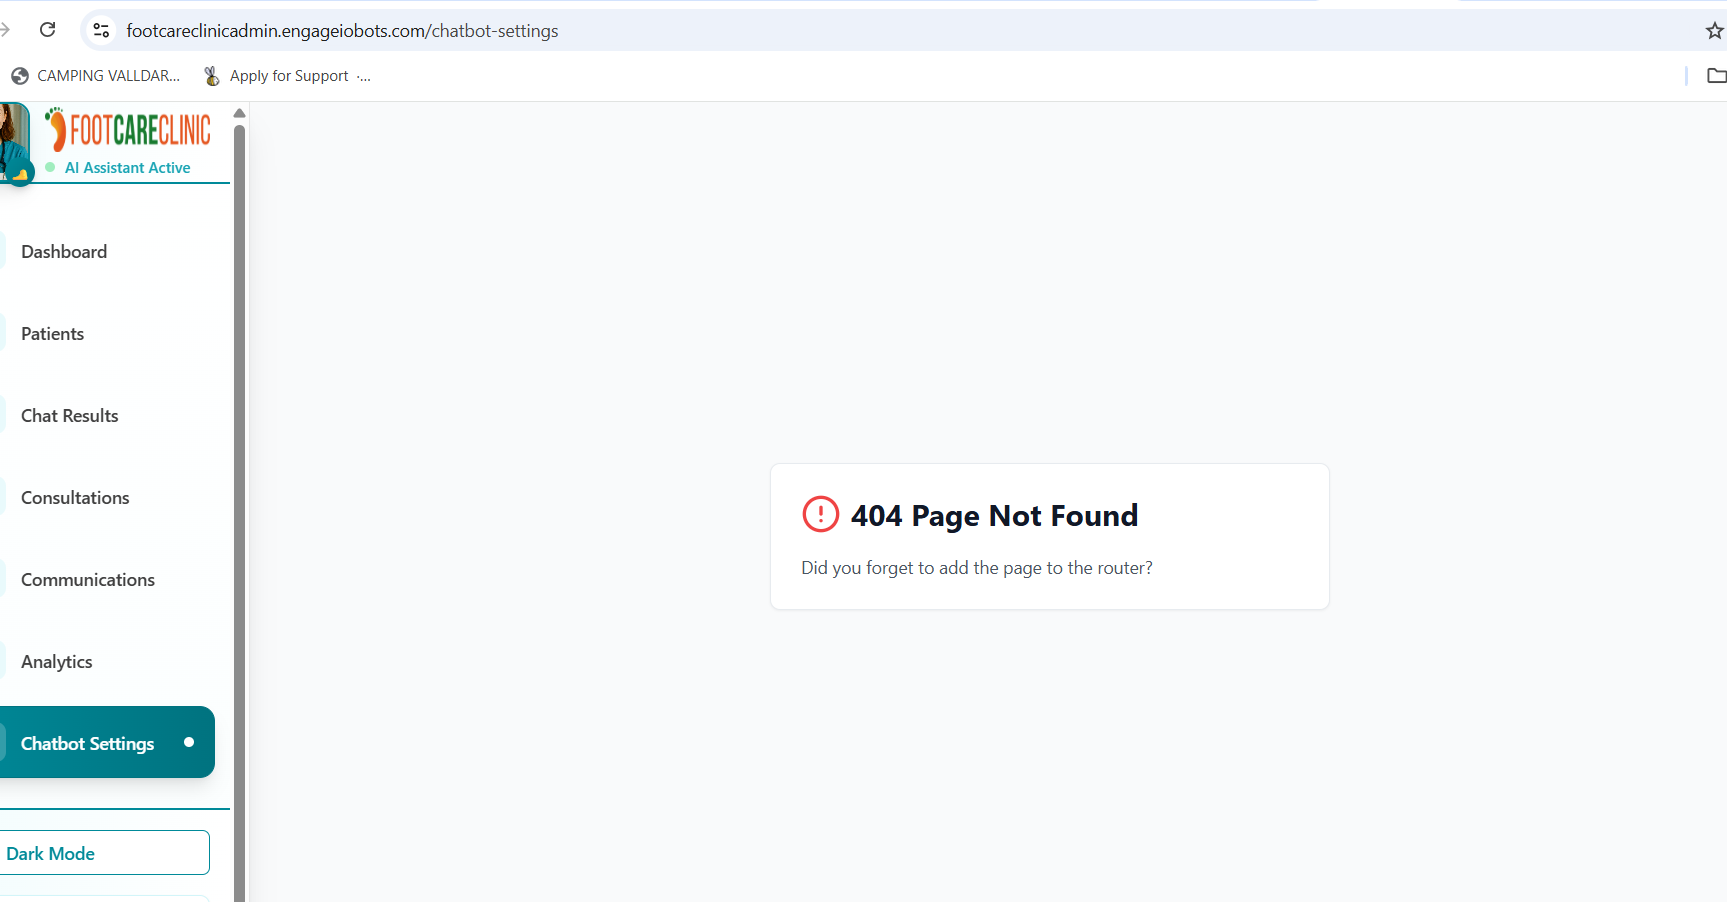 footcareclinicadmin.engageiobots.com/chatbot-settings
CAMPING VALLDAR...
Apply for Support ·...
FOOTCARECLINIC
AI Assistant Active
Dashboard
Patients
Chat Results
Consultations
Communications
Analytics
Chatbot Settings
Dark Mode
404 Page Not Found
Did you forget to add the page to the router?